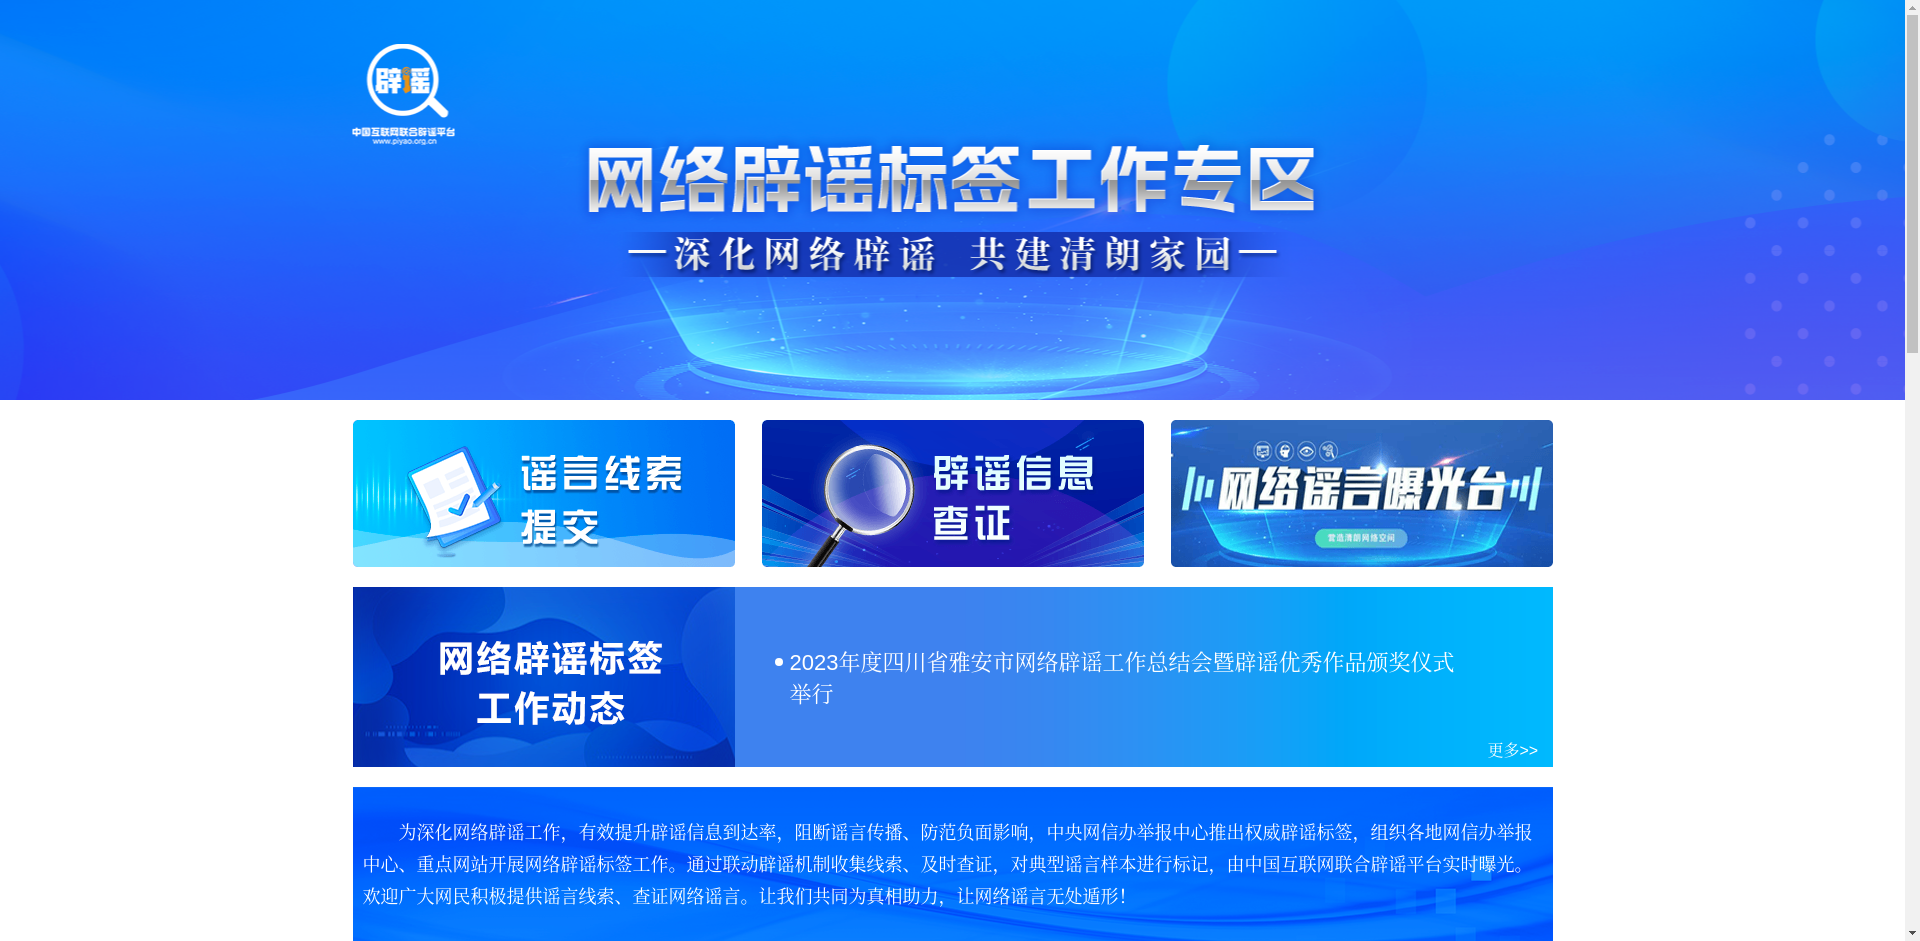 辟谣
中国互联网联合辟谣平台
www.piyao.org.cn
网络辟谣标签工作专区
—深化网络辟谣 共建清朗家园—
谣言线索
提交
辟谣信息
查证
网络谣言曝光台
营造清朗网络空间
网络辟谣标签
工作动态
2023年度四川省雅安市网络辟谣工作总结会暨辟谣优秀作品颁奖仪式
举行
更多>>
为深化网络辟谣工作，有效提升辟谣信息到达率，阻断谣言传播、防范负面影响，中央网信办举报中心推出权威辟谣标签，组织各地网信办举报
中心、重点网站开展网络辟谣标签工作。通过联动辟谣机制收集线索、及时查证，对典型谣言样本进行标记，由中国互联网联合辟谣平台实时曝光。
欢迎广大网民积极提供谣言线索、查证网络谣言。让我们共同为真相助力，让网络谣言无处遁形！